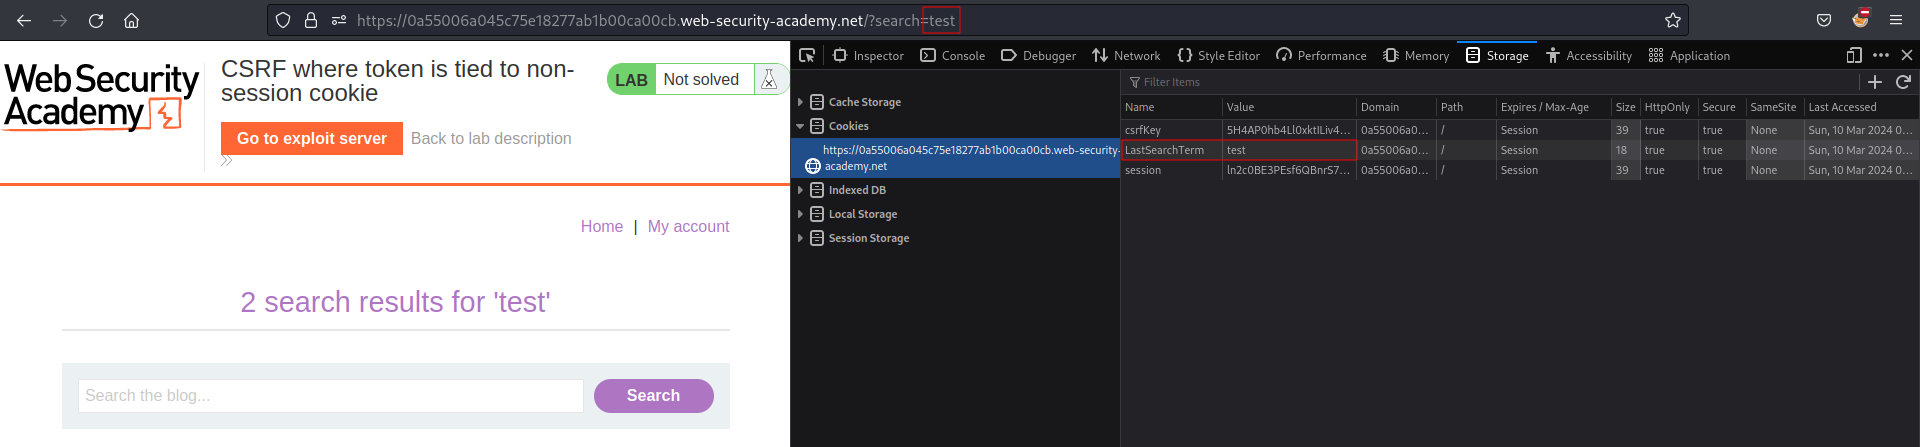 https://0a55006a045c75e18277ab1b00ca00cb.web-security-academy.net/?search=test
Web Security
Academy
CSRF where token is tied to non-
session cookie
LAB Not solved
Go to exploit server Back to lab description
Home | My account
2 search results for 'test'
Search the blog... Search
Inspector Console Debugger Network Style Editor Performance Memory Storage Accessibility Application
Cache Storage
Cookies
https://0a55006a045c75e18277ab1b00ca00cb.web-security-
academy.net
Indexed DB
Local Storage
Session Storage
Filter Items
Name Value Domain Path Expires / Max-Age Size HttpOnly Secure SameSite Last Accessed
csrfKey 0a55006a0... / Session 39 true true None Sun, 10 Mar 2024 0...
LastSearchTerm test 0a55006a0... / Session 18 true true None Sun, 10 Mar 2024 0...
session 0a55006a0... / Session 39 true true None Sun, 10 Mar 2024 0...